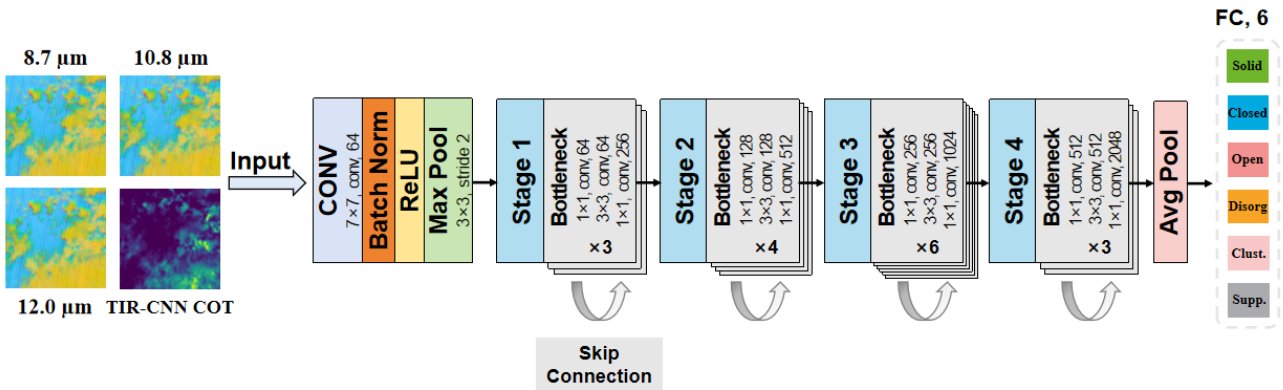 8.7 µm
10.8 µm
12.0 µm
TIR-CNN COT
Input
CONV
7×7, conv, 64
Batch Norm
ReLU
Max Pool
3×3, stride 2
Stage 1
Bottleneck
1×1, conv, 64
3×3, conv, 64
1×1, conv, 256
×3
Stage 2
Bottleneck
1×1, conv, 128
3×3, conv, 128
1×1, conv, 512
×4
Stage 3
Bottleneck
1×1, conv, 256
3×3, conv, 256
1×1, conv, 1024
×6
Stage 4
Bottleneck
1×1, conv, 512
3×3, conv, 512
1×1, conv, 2048
×3
Skip
Connection
Avg Pool
FC, 6
Solid
Closed
Open
Disorg
Clust.
Supp.